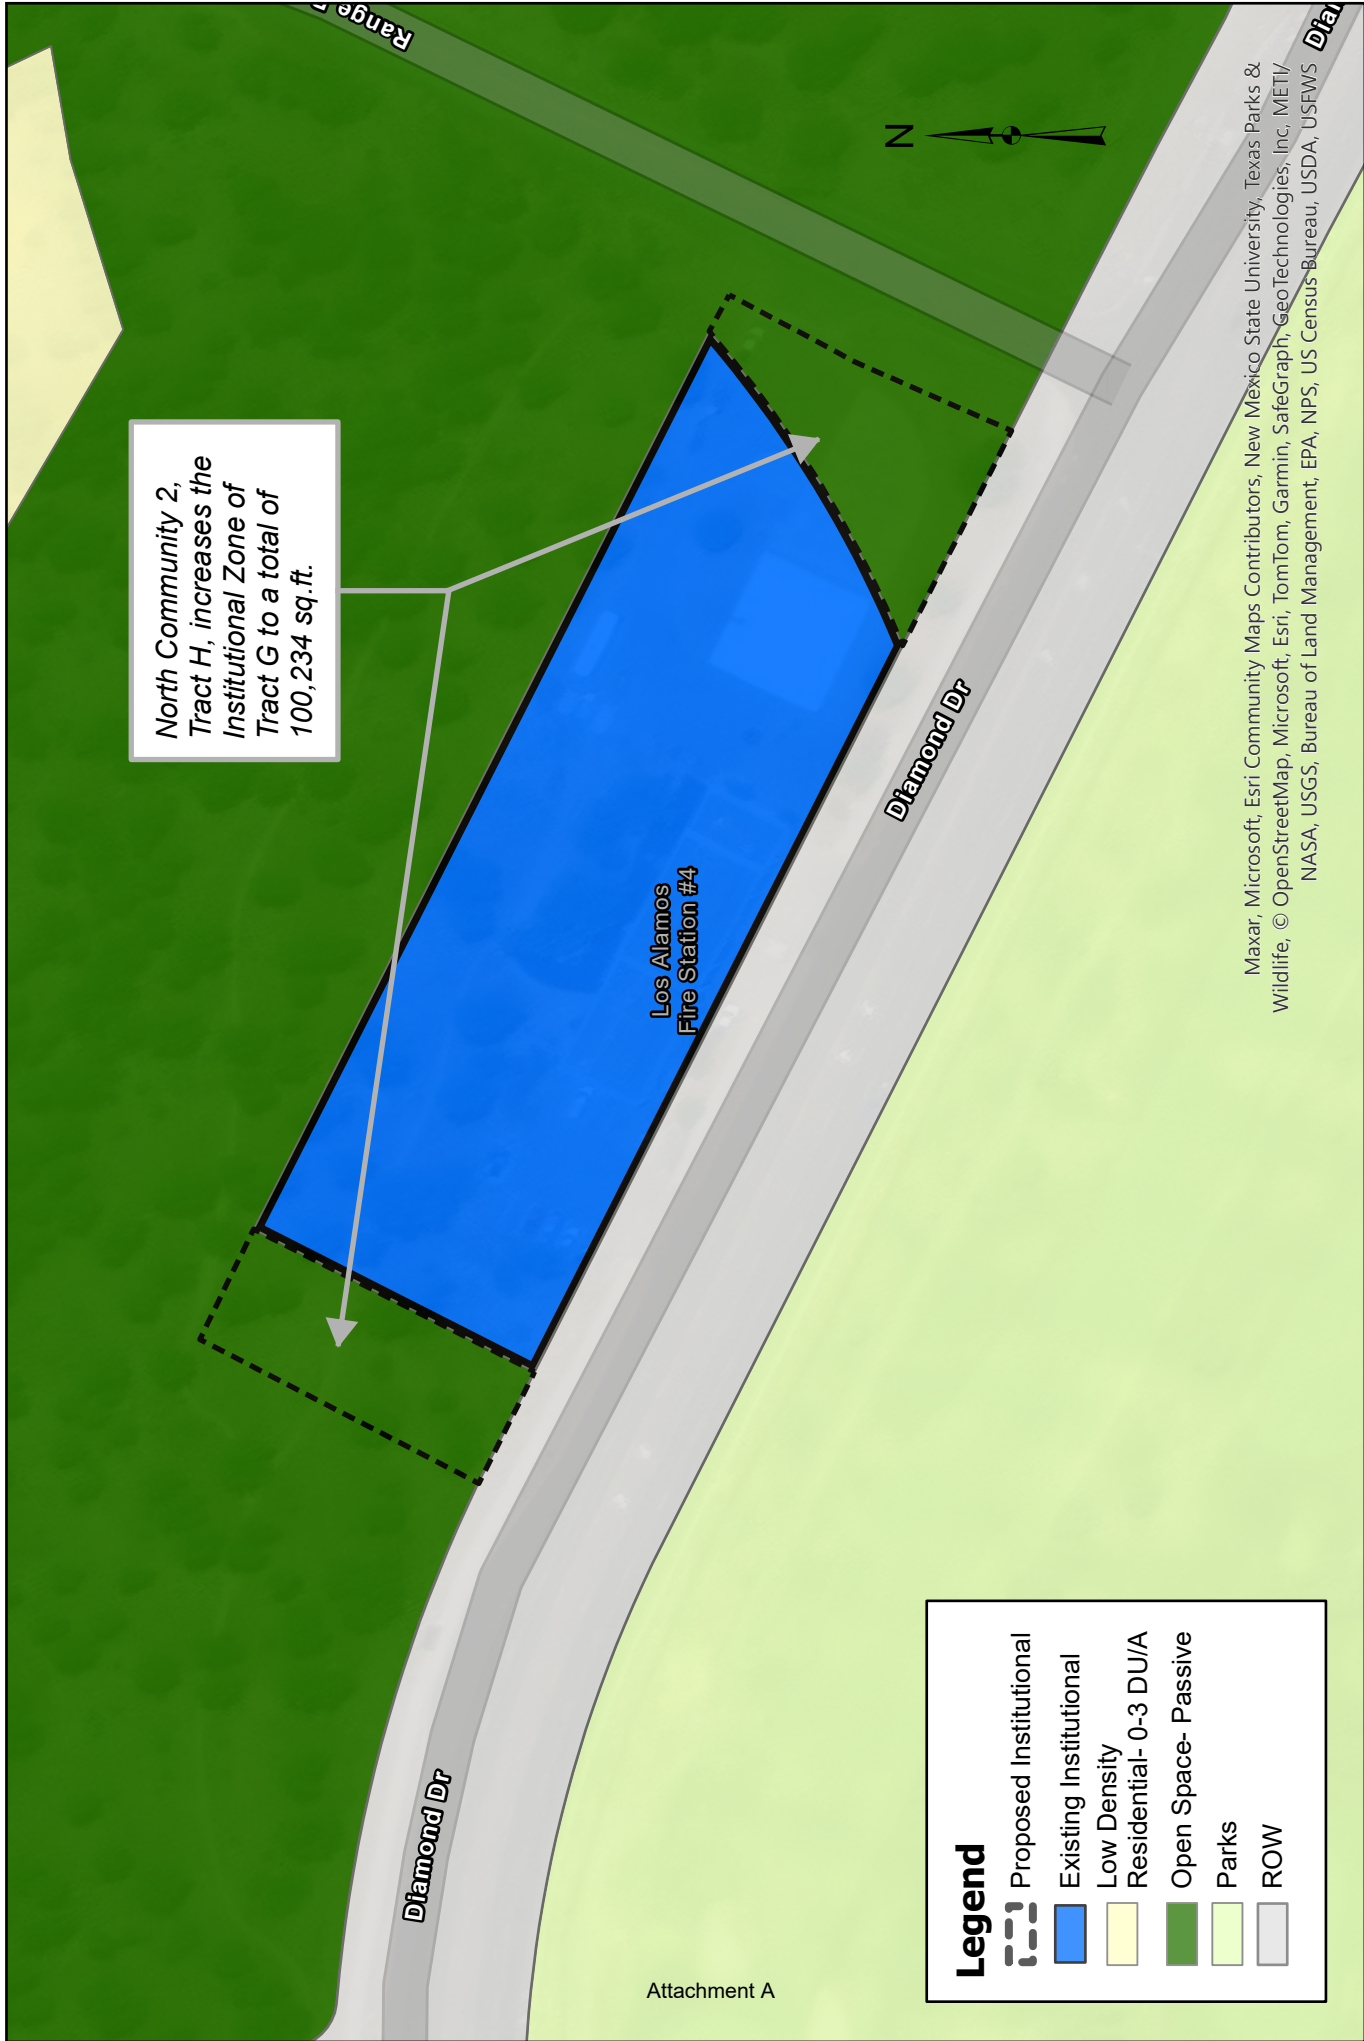 North Community 2,
Tract H, increases the
Institutional Zone of
Tract G to a total of
100,234 sq.ft.
Range
N
Los Alamos
Fire Station #4
Diamond Dr
Diamond Dr
Legend
Proposed Institutional
Existing Institutional
Low Density
Residential- 0-3 DU/A
Open Space- Passive
Parks
ROW
Maxar, Microsoft, Esri Community Maps Contributors, New Mexico State University, Texas Parks &
Wildlife, © OpenStreetMap, Microsoft, Esri, TomTom, Garmin, SafeGraph, GeoTechnologies, Inc, METI/
NASA, USGS, Bureau of Land Management, EPA, NPS, US Census Bureau, USDA, USFWS
Attachment A